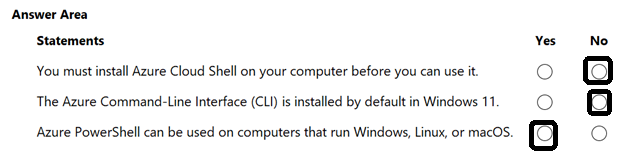 Answer Area
Statements Yes No
You must install Azure Cloud Shell on your computer before you can use it.
The Azure Command-Line Interface (CLI) is installed by default in Windows 11.
Azure PowerShell can be used on computers that run Windows, Linux, or macOS.